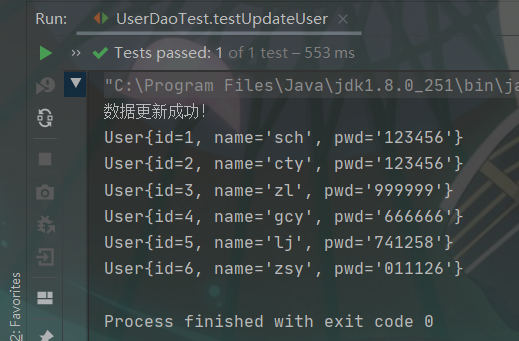 Run: UserDaoTest.testUpdateUser ×
>> Tests passed: 1 of 1 test – 553 ms
"C:\Program Files\Java\jdk1.8.0_251\bin\ja
数据更新成功!
User{id=1, name='sch', pwd='123456'}
User{id=2, name='cty', pwd='123456'}
User{id=3, name='zl', pwd='999999'}
User{id=4, name='gcy', pwd='666666'}
User{id=5, name='lj', pwd='741258'}
User{id=6, name='zsy', pwd='011126'}
Process finished with exit code 0
2: Favorites